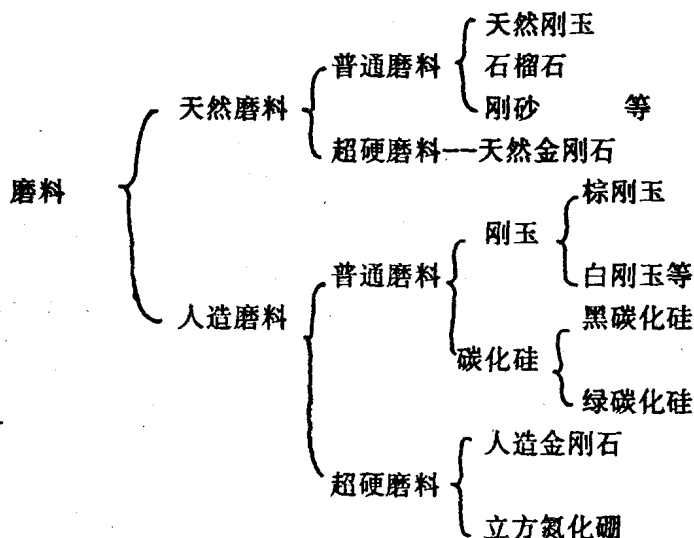 天然刚玉
普通磨料
石榴石
天然磨料
刚砂 等
超硬磨料——天然金刚石
磨料
棕刚玉
刚玉
普通磨料
白刚玉等
人造磨料
黑碳化硅
碳化硅
绿碳化硅
人造金刚石
超硬磨料
立方氮化硼